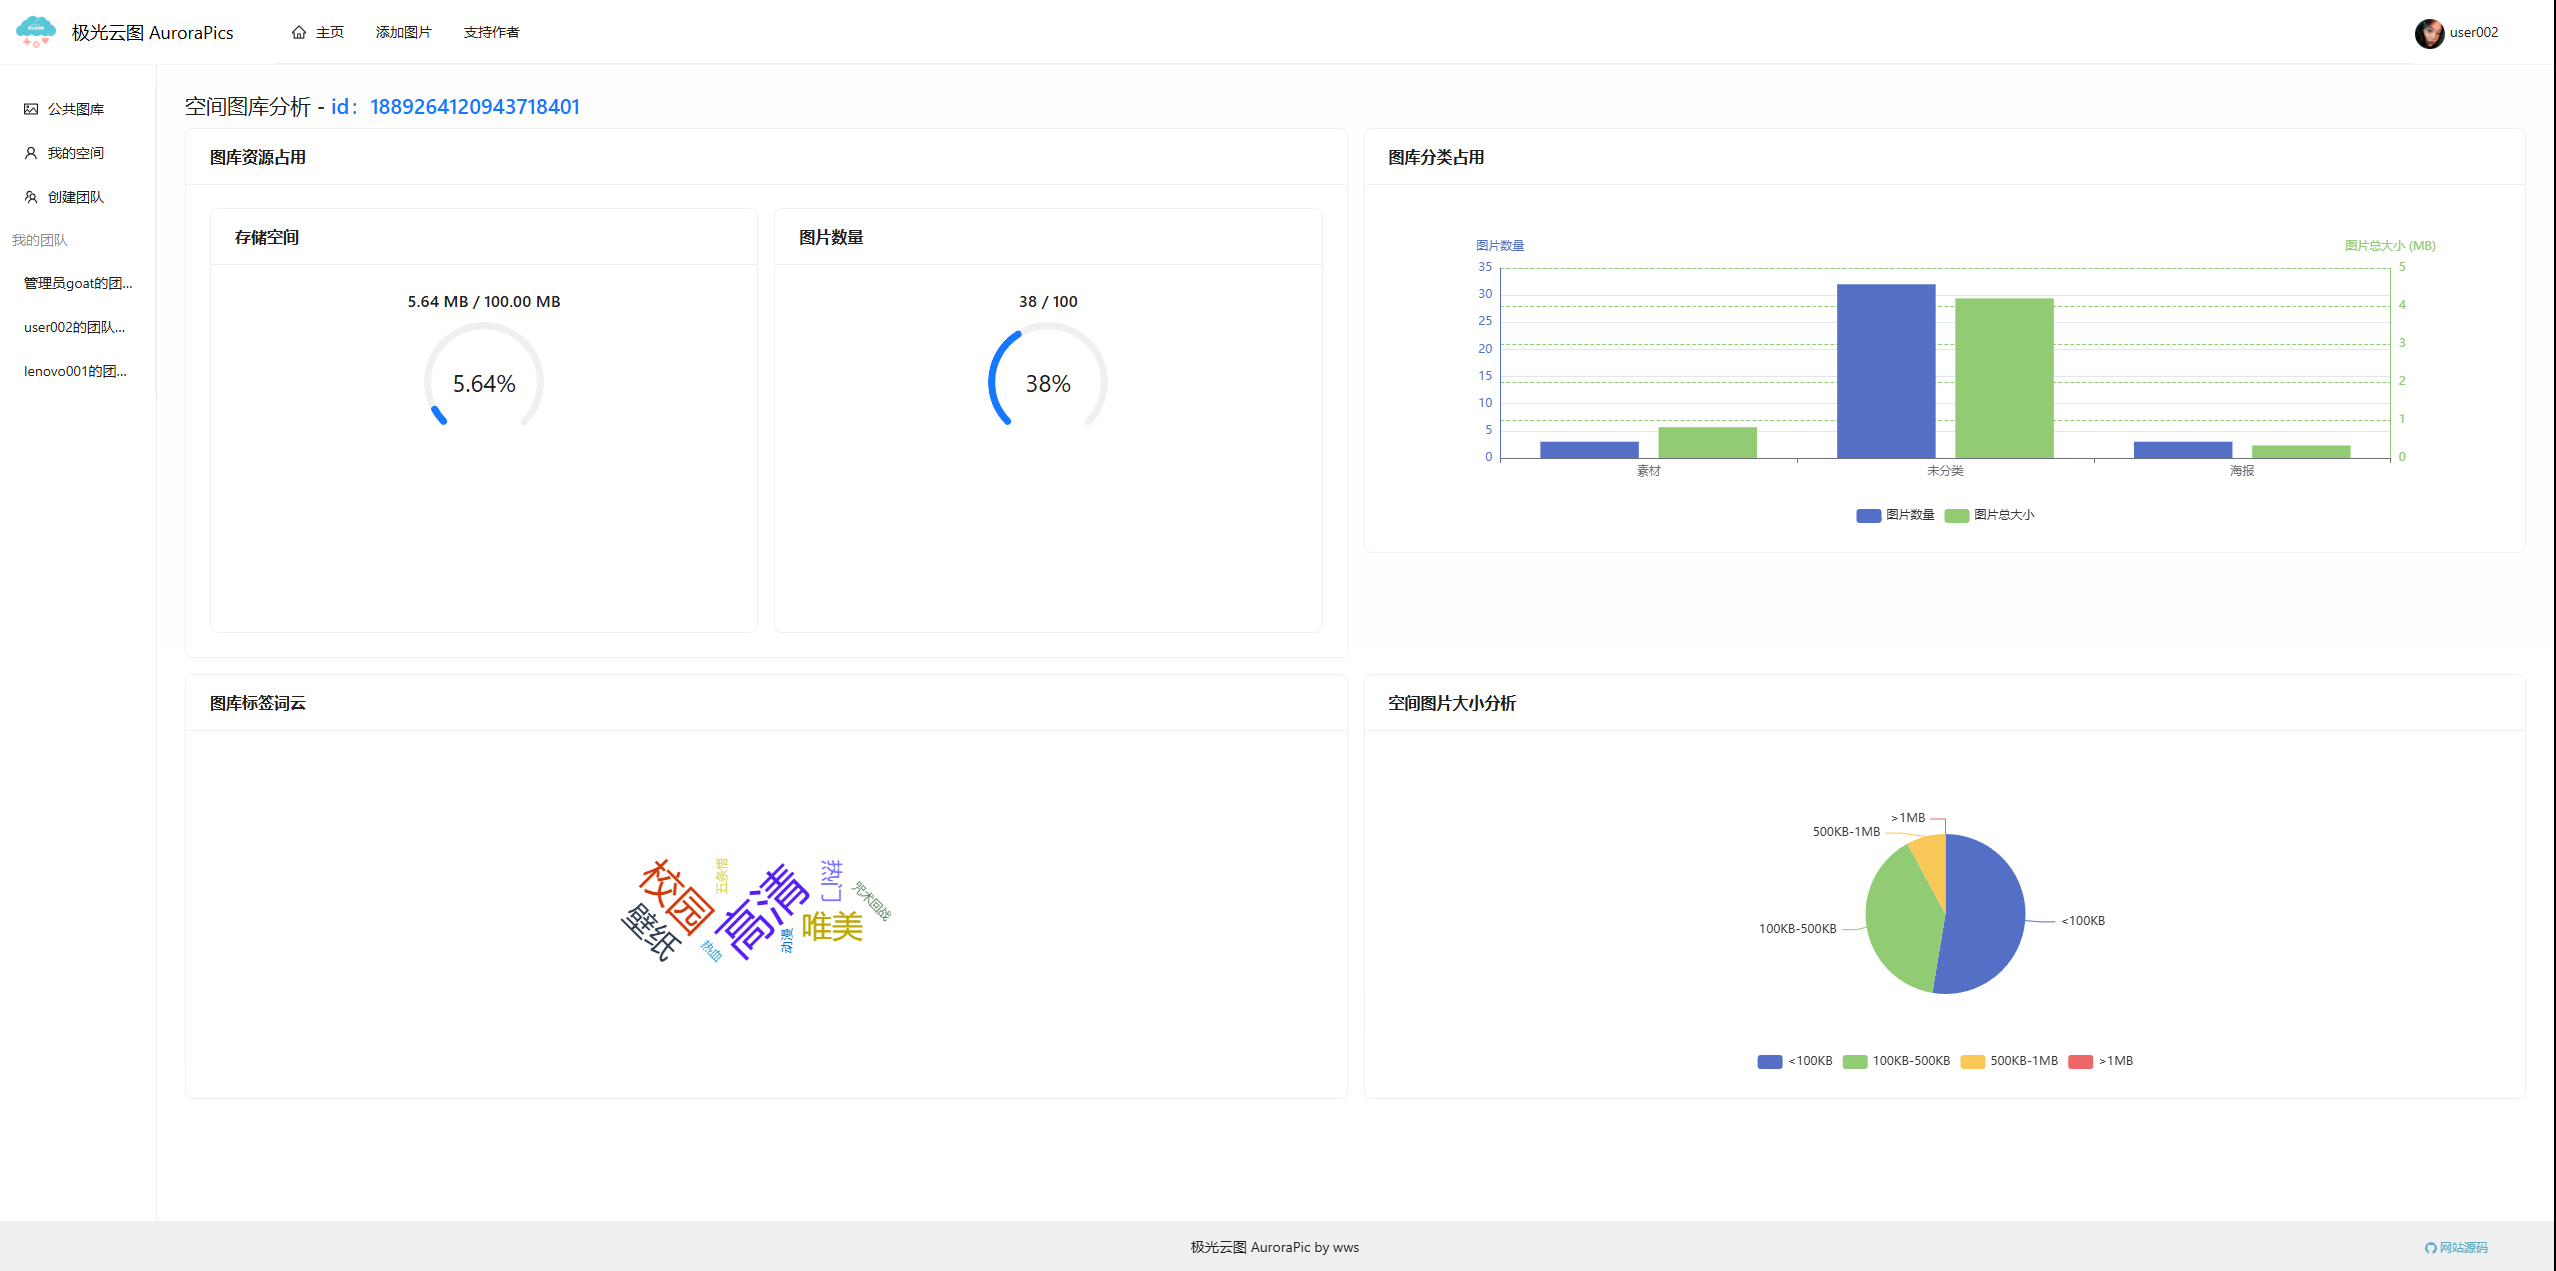 极光云图 AuroraPics
主页
添加图片
支持作者
user002
公共图库
我的空间
创建团队
我的团队
管理员goat的团...
user002的团队...
lenovo001的团...
空间图库分析 - id：1889264120943718401
图库资源占用
存储空间
5.64 MB / 100.00 MB
5.64%
图片数量
38 / 100
38%
图库分类占用
图片数量
图片总大小 (MB)
35
30
25
20
15
10
5
0
5
4
3
2
1
0
素材
未分类
海报
图片数量
图片总大小
图库标签词云
校园
壁纸
五条悟
热血
高清
动漫
热门
唯美
咒术回战
空间图片大小分析
>1MB
500KB-1MB
100KB-500KB
<100KB
<100KB
100KB-500KB
500KB-1MB
>1MB
极光云图 AuroraPic by wws
网站源码